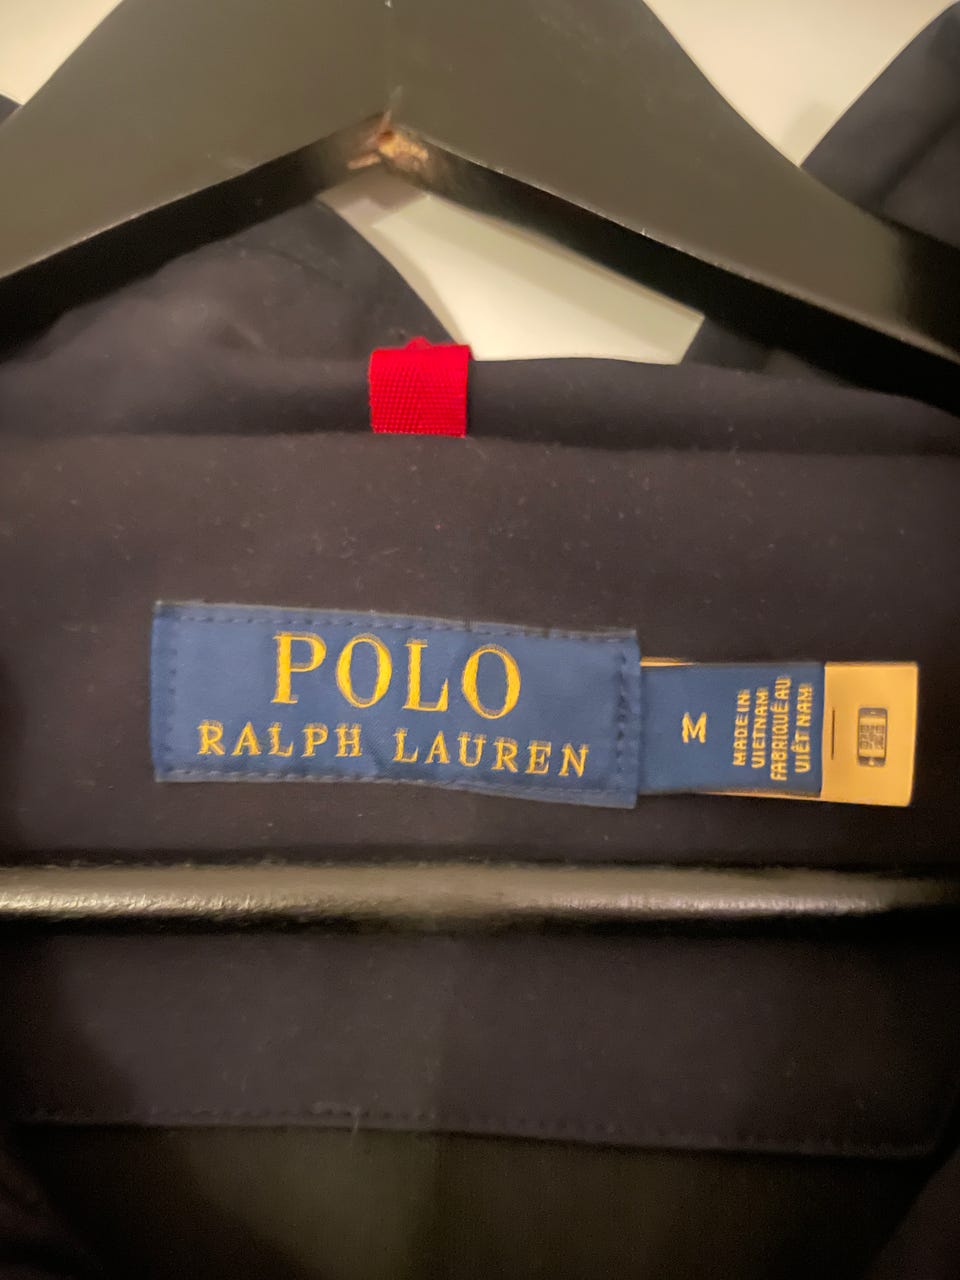 POLO
RALPH LAUREN
M
MADE IN
VIETNAM
FABRIQUÉ AU
VIÊT NAM